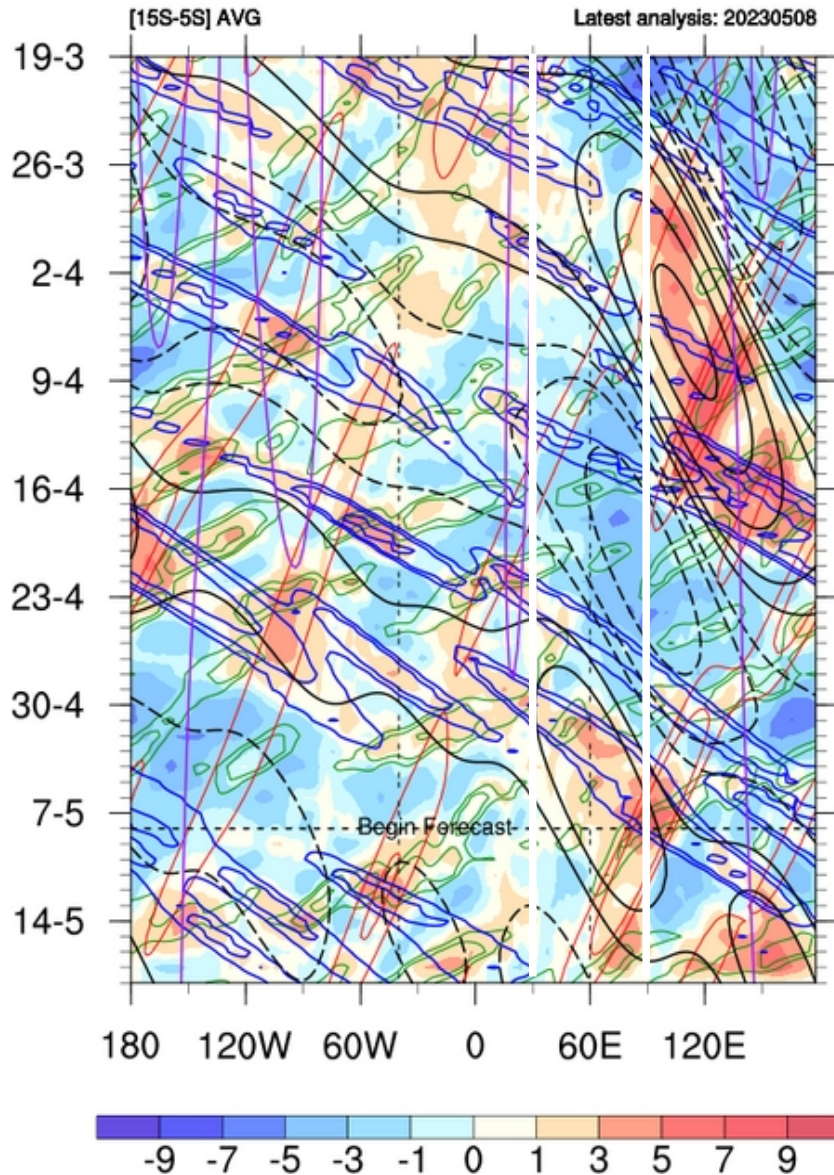 [15S-5S] AVG
Latest analysis: 20230508
19-3
26-3
2-4
9-4
16-4
23-4
30-4
7-5
Begin Forecast
14-5
180 120W 60W 0 60E 120E
-9 -7 -5 -3 -1 0 1 3 5 7 9